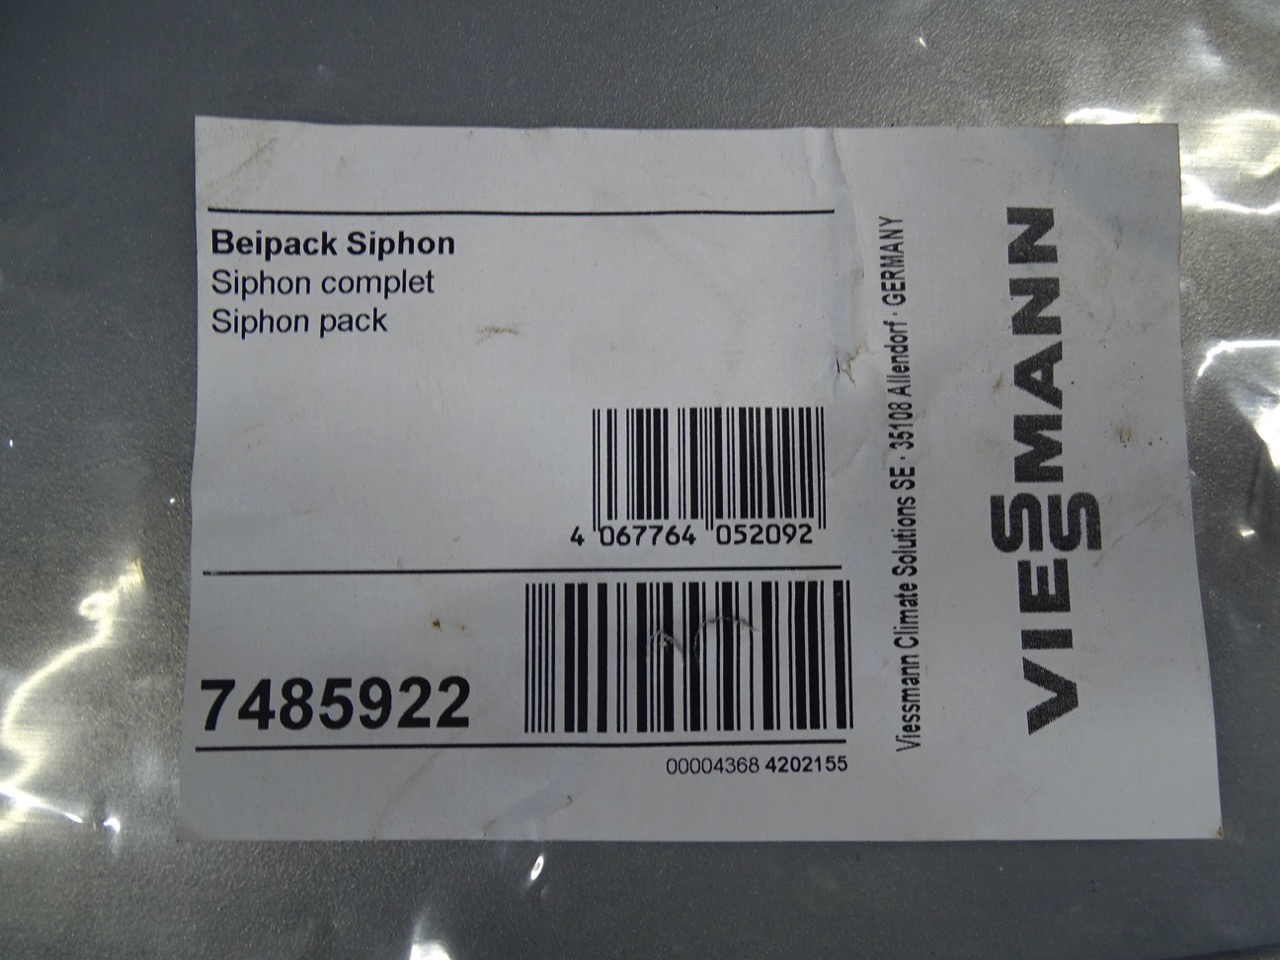 Beipack Siphon
Siphon complet
Siphon pack
4 067764 052092
7485922
00004368 4202155
Viessmann Climate Solutions SE · 35108 Allendorf · GERMANY
VIESSMANN